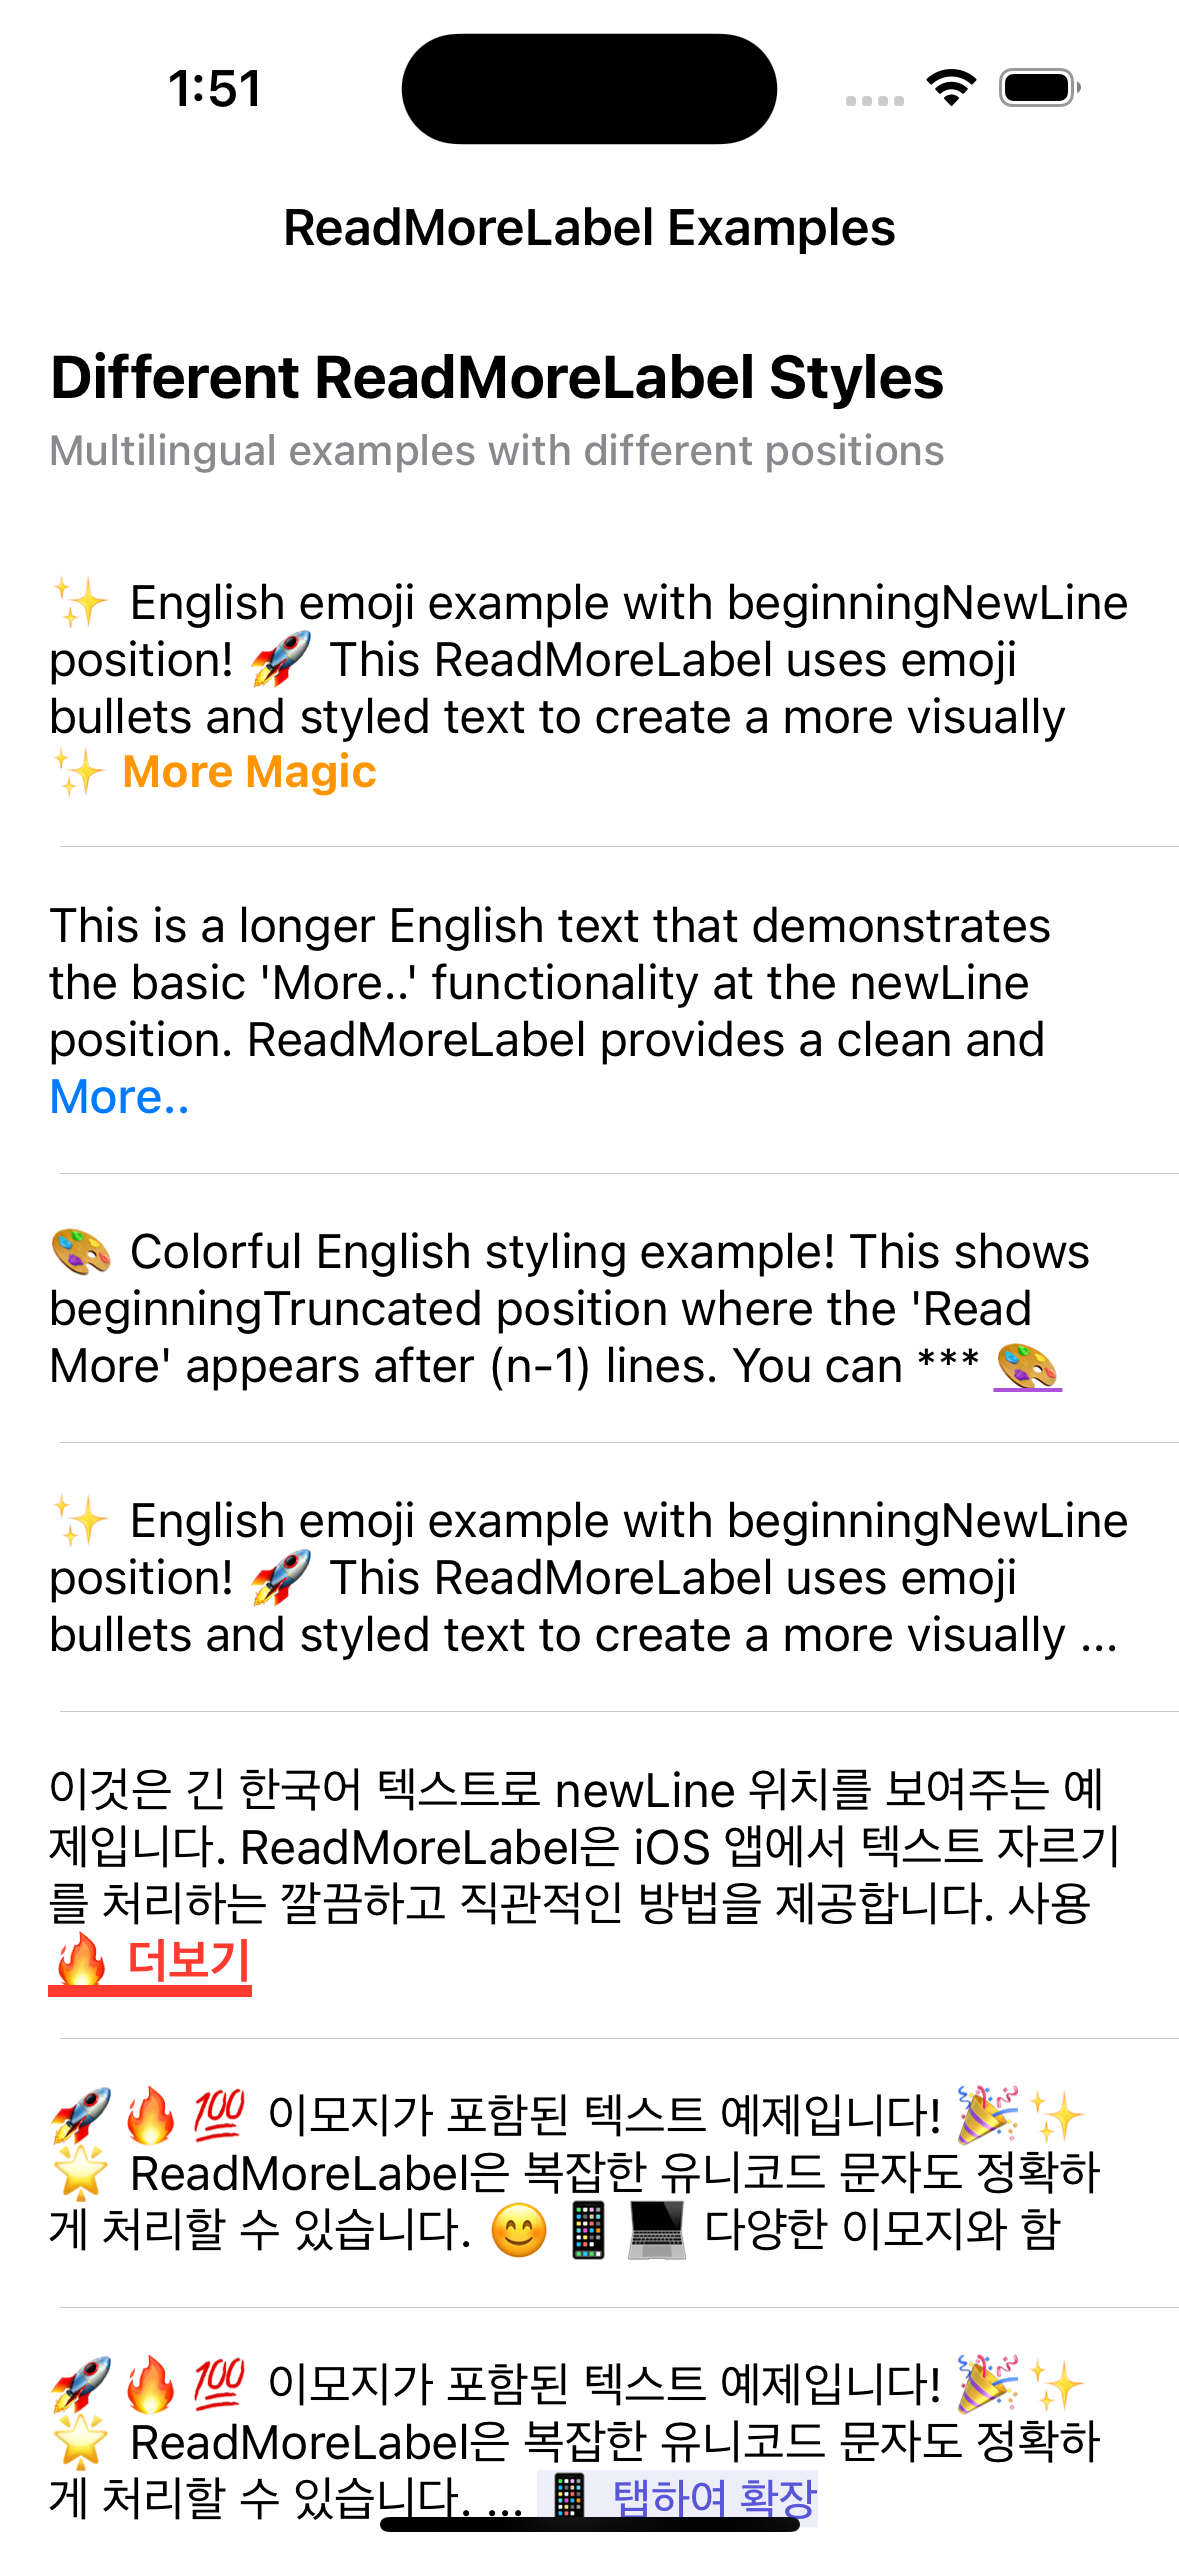 1:51
ReadMoreLabel Examples
Different ReadMoreLabel Styles
Multilingual examples with different positions
✨ English emoji example with beginningNewLine
position! 🚀 This ReadMoreLabel uses emoji
bullets and styled text to create a more visually
✨ More Magic
This is a longer English text that demonstrates
the basic 'More..' functionality at the newLine
position. ReadMoreLabel provides a clean and
More..
🎨 Colorful English styling example! This shows
beginningTruncated position where the 'Read
More' appears after (n-1) lines. You can *** 🎨
✨ English emoji example with beginningNewLine
position! 🚀 This ReadMoreLabel uses emoji
bullets and styled text to create a more visually ...
이것은 긴 한국어 텍스트로 newLine 위치를 보여주는 예
제입니다. ReadMoreLabel은 iOS 앱에서 텍스트 자르기
를 처리하는 깔끔하고 직관적인 방법을 제공합니다. 사용
🔥 더보기
🚀🔥💯 이모지가 포함된 텍스트 예제입니다! 🎉✨
🌟 ReadMoreLabel은 복잡한 유니코드 문자도 정확하
게 처리할 수 있습니다. 😊📱💻 다양한 이모지와 함
🚀🔥💯 이모지가 포함된 텍스트 예제입니다! 🎉✨
🌟 ReadMoreLabel은 복잡한 유니코드 문자도 정확하
게 처리할 수 있습니다. ... 📱 탭하여 확장